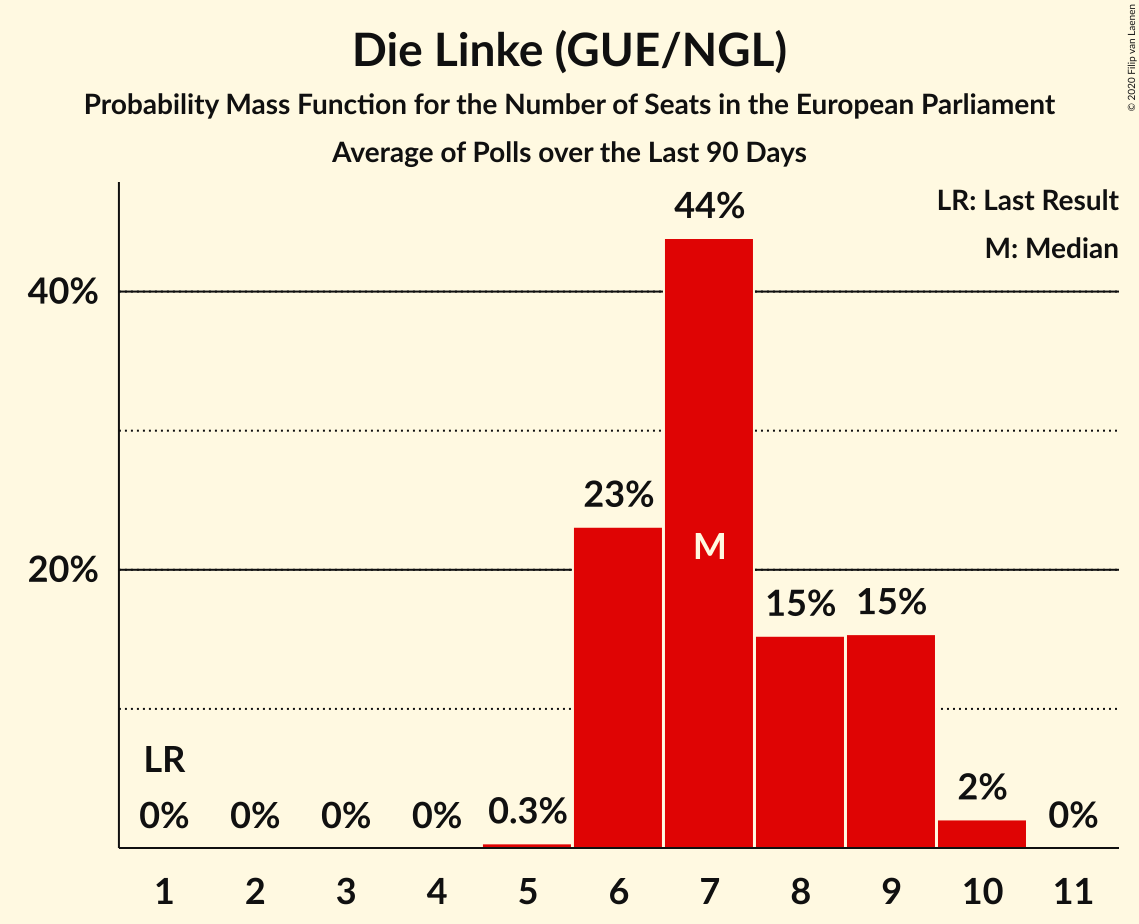 Die Linke (GUE/NGL)
Probability Mass Function for the Number of Seats in the European Parliament
Average of Polls over the Last 90 Days
© 2020 Filip van Laenen
LR: Last Result
M: Median
40%
20%
LR
0%
0%
0%
0%
0.3%
23%
44%
M
15%
15%
2%
0%
1 2 3 4 5 6 7 8 9 10 11